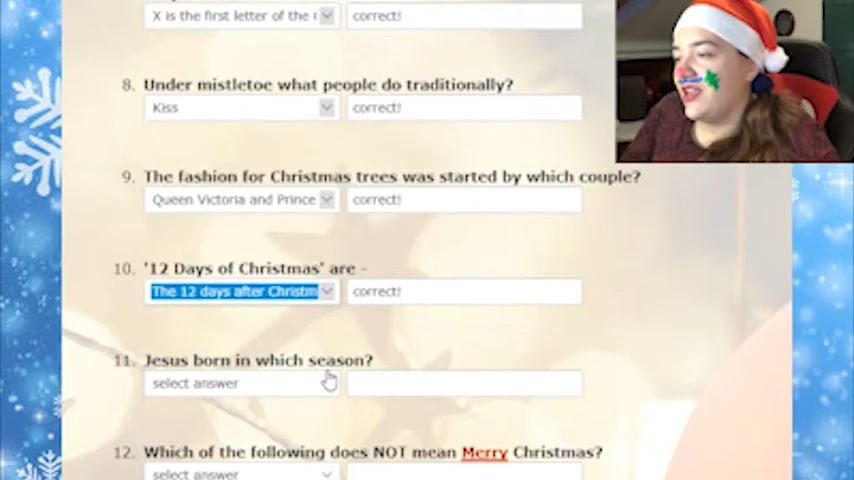 X is the first letter of the
correct!
8. Under mistletoe what people do traditionally?
Kiss
correct!
9. The fashion for Christmas trees was started by which couple?
Queen Victoria and Prince
correct!
10. '12 Days of Christmas' are -
The 12 days after Christm
correct!
11. Jesus born in which season?
select answer
12. Which of the following does NOT mean Merry Christmas?
select answer